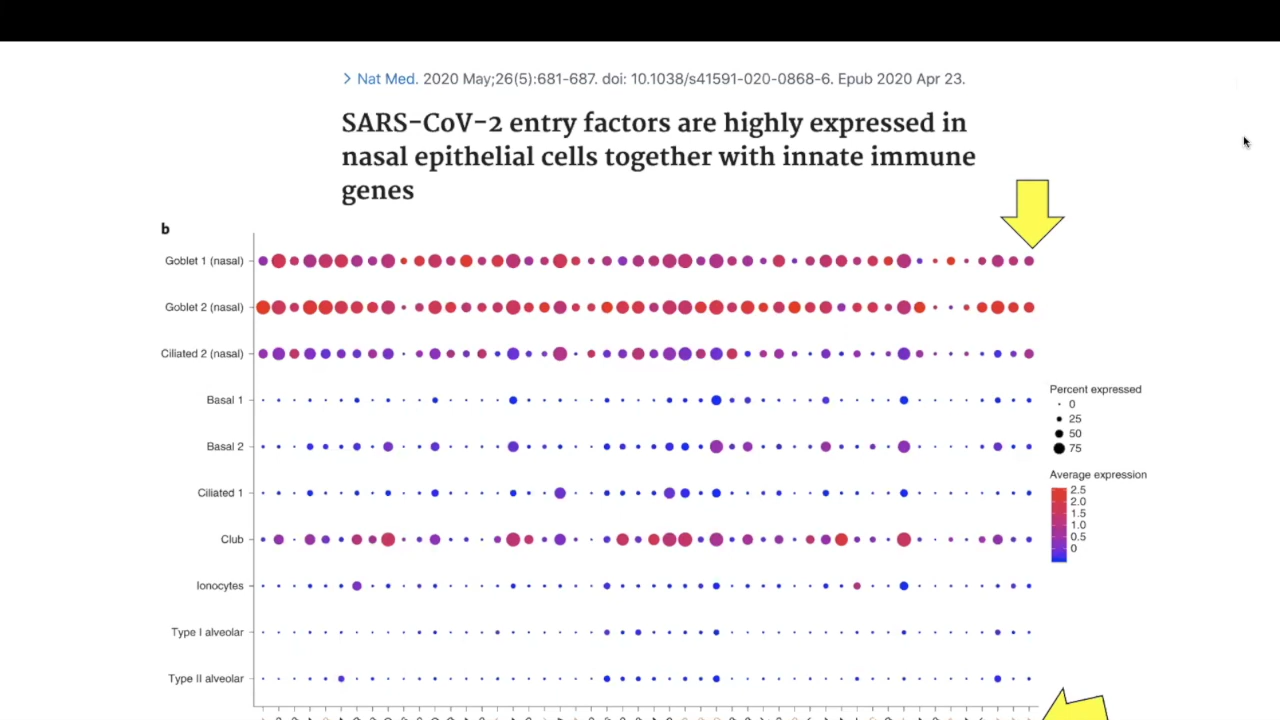 > Nat Med. 2020 May;26(5):681-687. doi: 10.1038/s41591-020-0868-6. Epub 2020 Apr 23.
SARS-CoV-2 entry factors are highly expressed in
nasal epithelial cells together with innate immune
genes
b
Goblet 1 (nasal)
Goblet 2 (nasal)
Ciliated 2 (nasal)
Basal 1
Basal 2
Ciliated 1
Club
Ionocytes
Type I alveolar
Type II alveolar
Percent expressed
0
25
50
75
Average expression
2.5
2.0
1.5
1.0
0.5
0